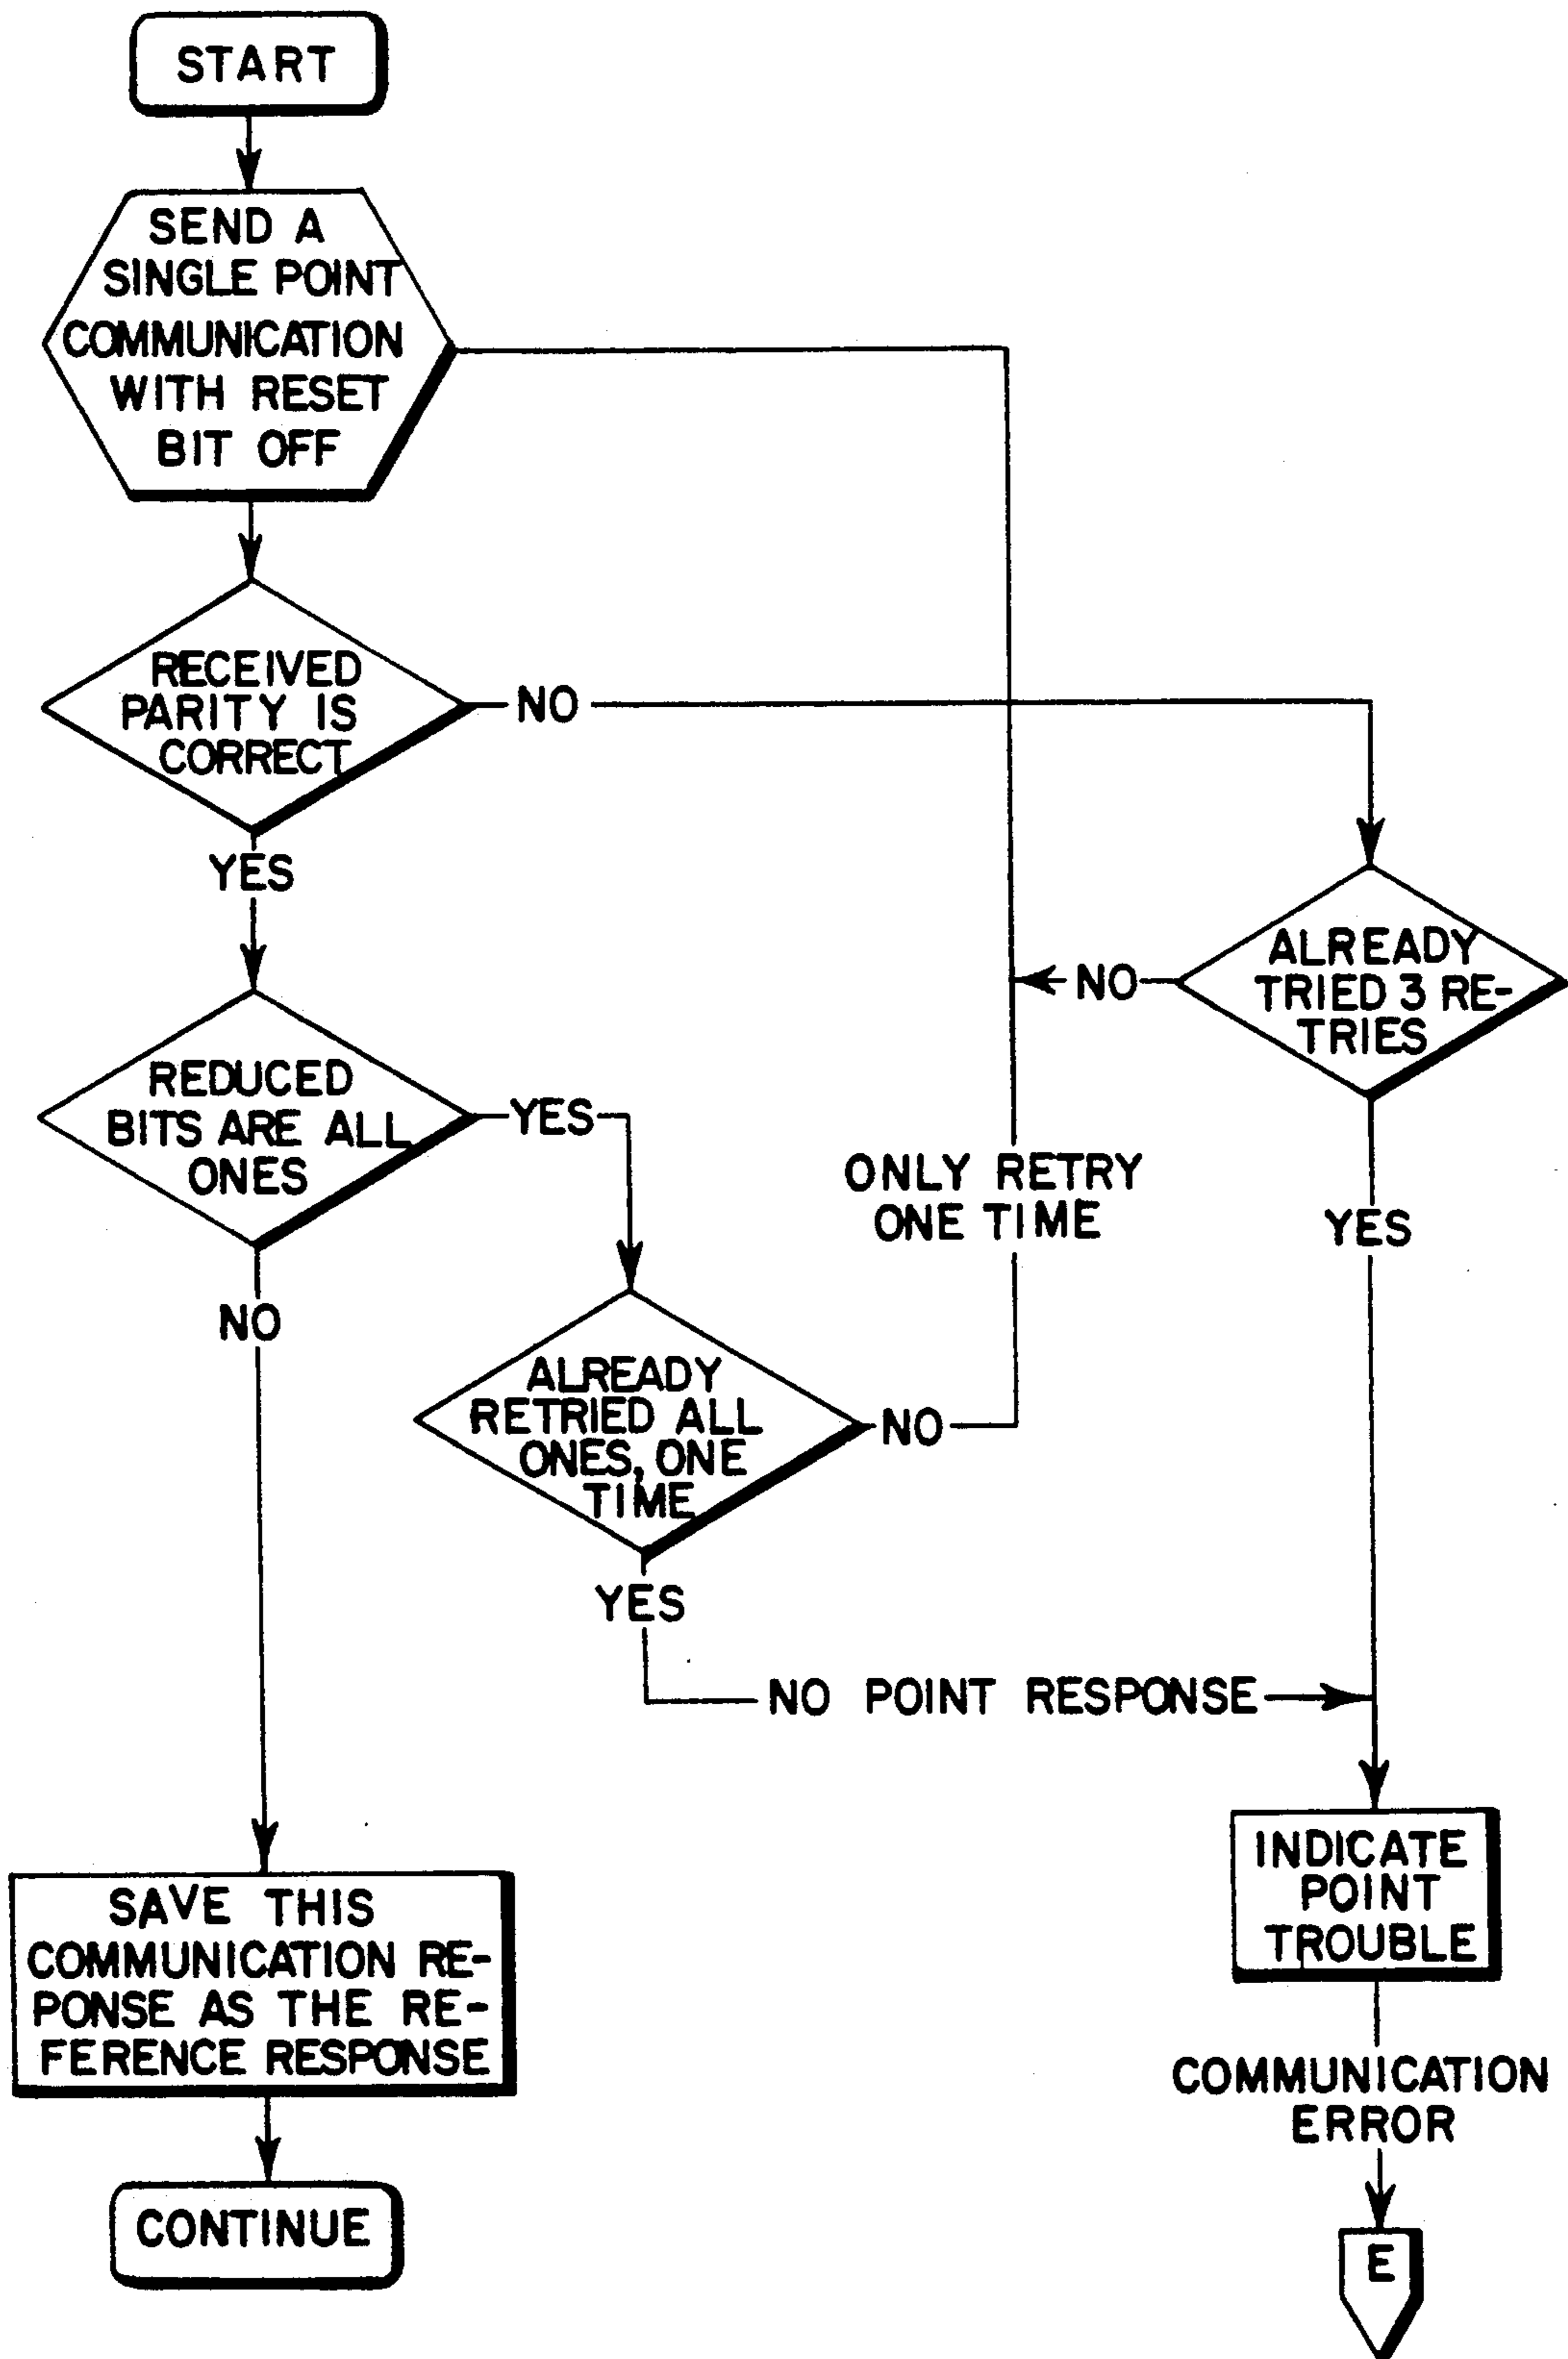 START
SEND A
SINGLE POINT
COMMUNICATION
WITH RESET
BIT OFF
RECEIVED
PARITY IS
CORRECT
NO
YES
ALREADY
TRIED 3 RE-
TRIES
NO
YES
REDUCED
BITS ARE ALL
ONES
YES
NO
ONLY RETRY
ONE TIME
ALREADY
RETRIED ALL
ONES, ONE
TIME
NO
YES
NO POINT RESPONSE
INDICATE
POINT
TROUBLE
COMMUNICATION
ERROR
E
SAVE THIS
COMMUNICATION RE-
PONSE AS THE RE-
FERENCE RESPONSE
CONTINUE